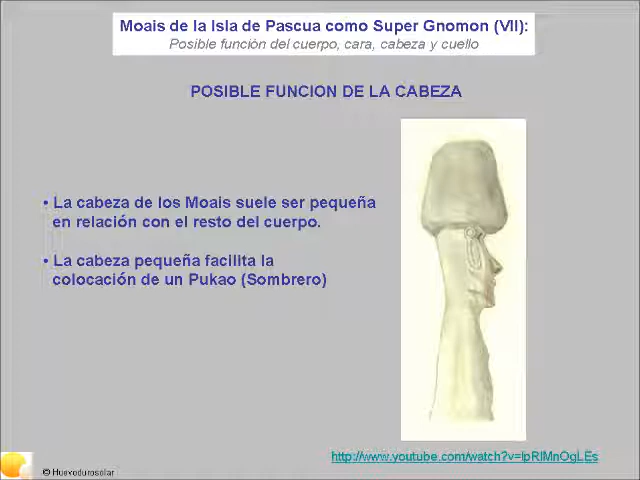 Moais de la Isla de Pascua como Super Gnomon (VII):
Posible función del cuerpo, cara, cabeza y cuello
POSIBLE FUNCION DE LA CABEZA
• La cabeza de los Moais suele ser pequeña
en relación con el resto del cuerpo.
• La cabeza pequeña facilita la
colocación de un Pukao (Sombrero)
http://www.youtube.com/watch?v=lpRlMnOgLEs
© Huevodurosolar